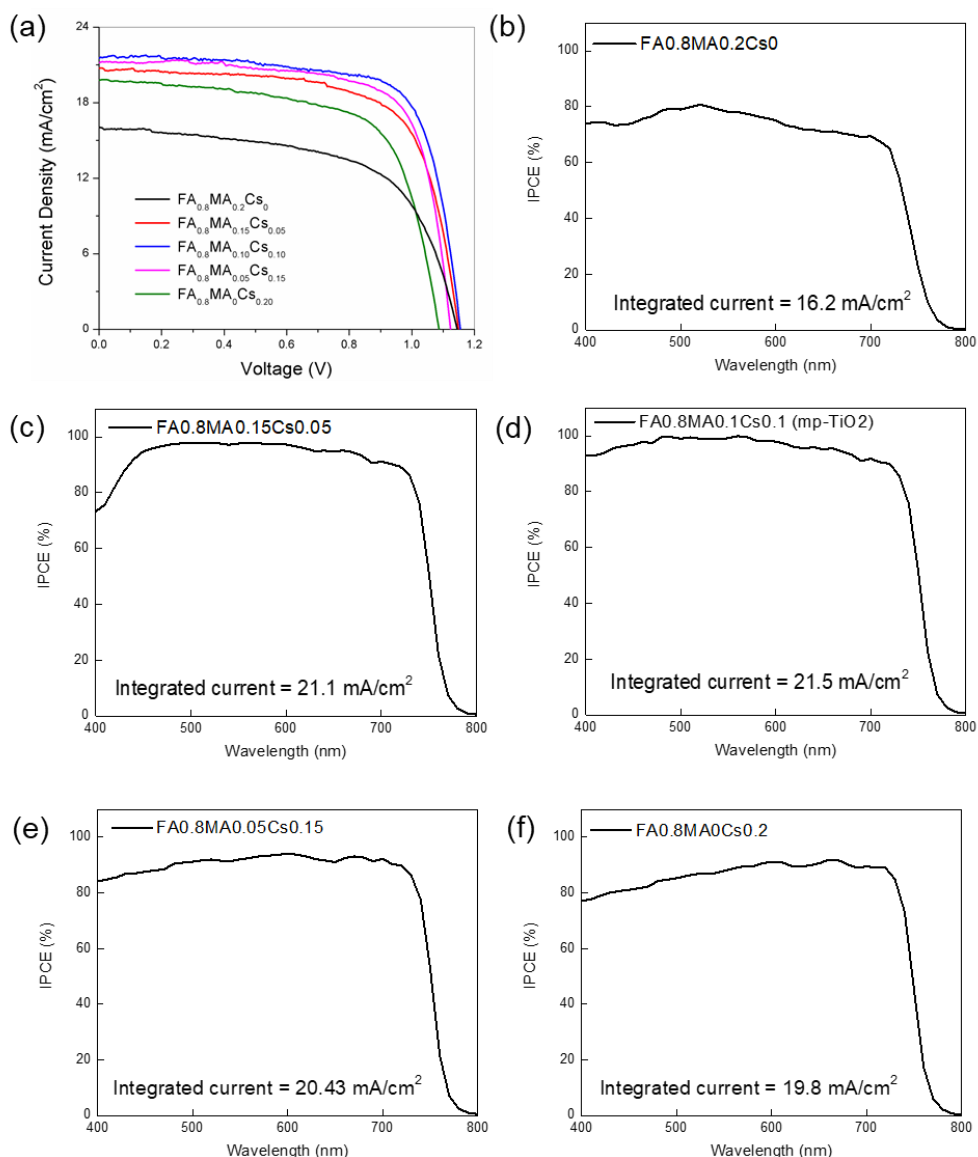 (a)
24
18
12
6
0
Current Density (mA/cm²)
FA₀.₈MA₀.₂Cs₀
FA₀.₈MA₀.₁₅Cs₀.₀₅
FA₀.₈MA₀.₁₀Cs₀.₁₀
FA₀.₈MA₀.₀₅Cs₀.₁₅
FA₀.₈MA₀Cs₀.₂₀
0.0 0.2 0.4 0.6 0.8 1.0 1.2
Voltage (V)
(b)
FA0.8MA0.2Cs0
100
80
60
40
20
0
IPCE (%)
Integrated current = 16.2 mA/cm²
400 500 600 700 800
Wavelength (nm)
(c)
FA0.8MA0.15Cs0.05
100
80
60
40
20
0
IPCE (%)
Integrated current = 21.1 mA/cm²
400 500 600 700 800
Wavelength (nm)
(d)
FA0.8MA0.1Cs0.1 (mp-TiO2)
100
80
60
40
20
0
IPCE (%)
Integrated current = 21.5 mA/cm²
400 500 600 700 800
Wavelength (nm)
(e)
FA0.8MA0.05Cs0.15
100
80
60
40
20
0
IPCE (%)
Integrated current = 20.43 mA/cm²
400 500 600 700 800
Wavelength (nm)
(f)
FA0.8MA0Cs0.2
100
80
60
40
20
0
IPCE (%)
Integrated current = 19.8 mA/cm²
400 500 600 700 800
Wavelength (nm)